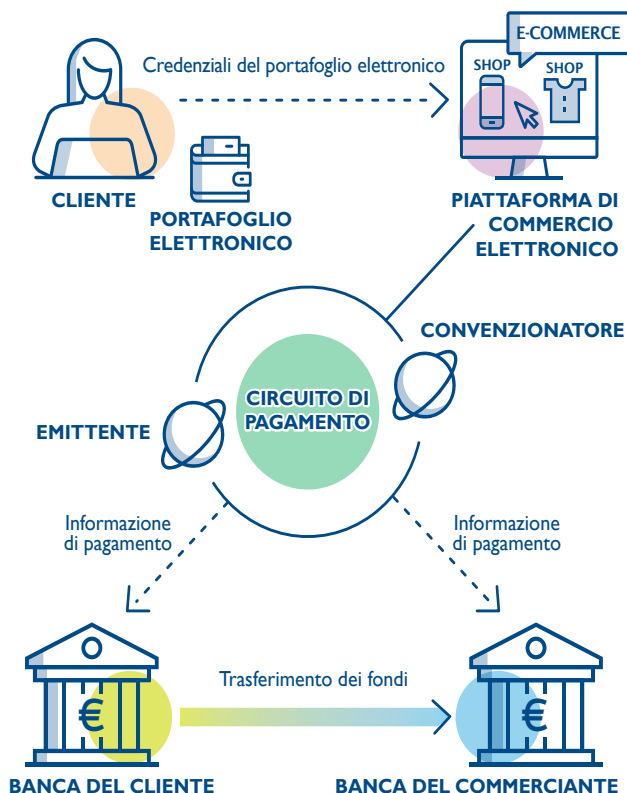 E-COMMERCE
Credenziali del portafoglio elettronico
SHOP
SHOP
CLIENTE
PORTAFOGLIO
ELETTRONICO
PIATTAFORMA DI
COMMERCIO
ELETTRONICO
CONVENZIONATORE
CIRCUITO DI
PAGAMENTO
EMITTENTE
Informazione
di pagamento
Informazione
di pagamento
Trasferimento dei fondi
€
€
BANCA DEL CLIENTE
BANCA DEL COMMERCIANTE